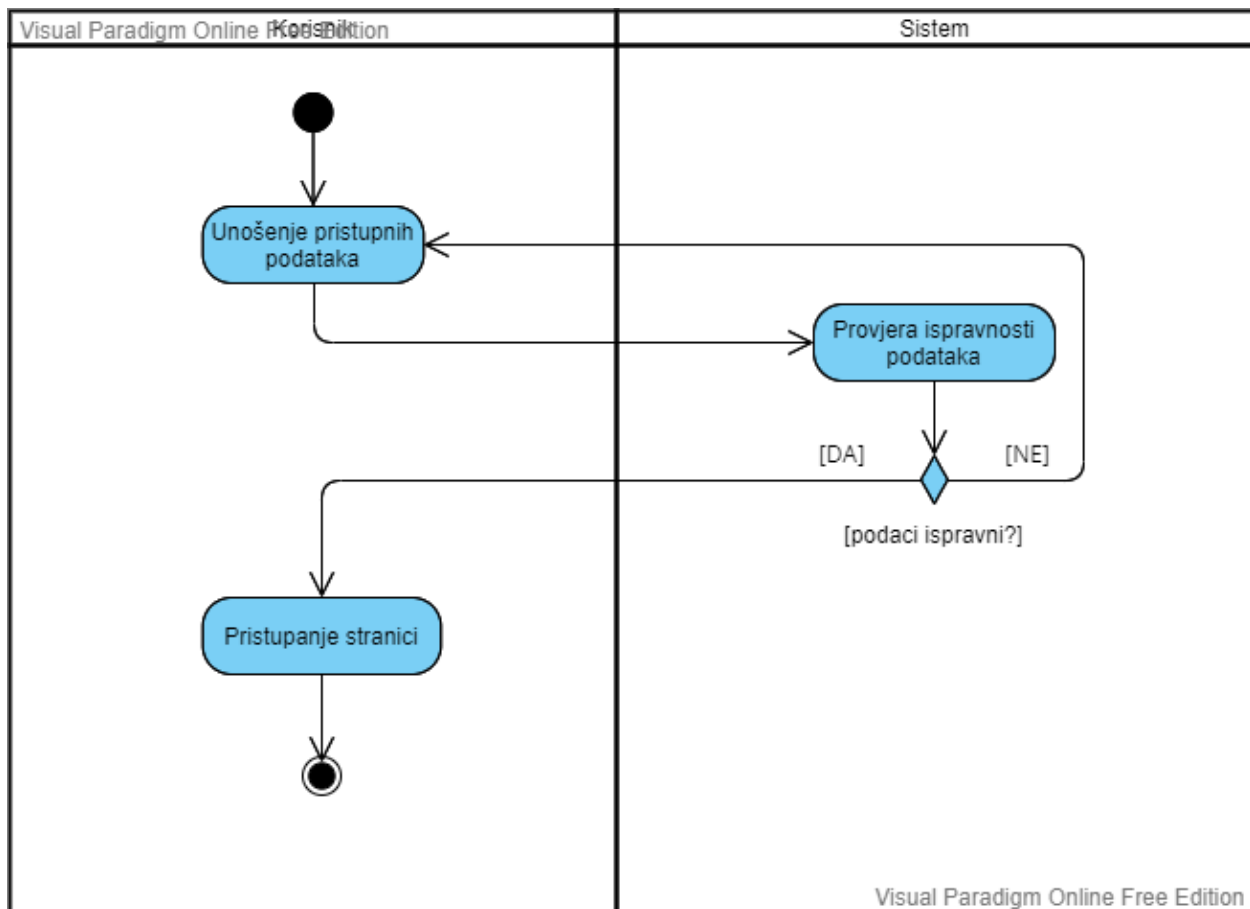 Visual Paradigm Online Free Edition
Korisnik
Sistem
Unošenje pristupnih
podataka
Provjera ispravnosti
podataka
[DA]
[NE]
[podaci ispravni?]
Pristupanje stranici
Visual Paradigm Online Free Edition